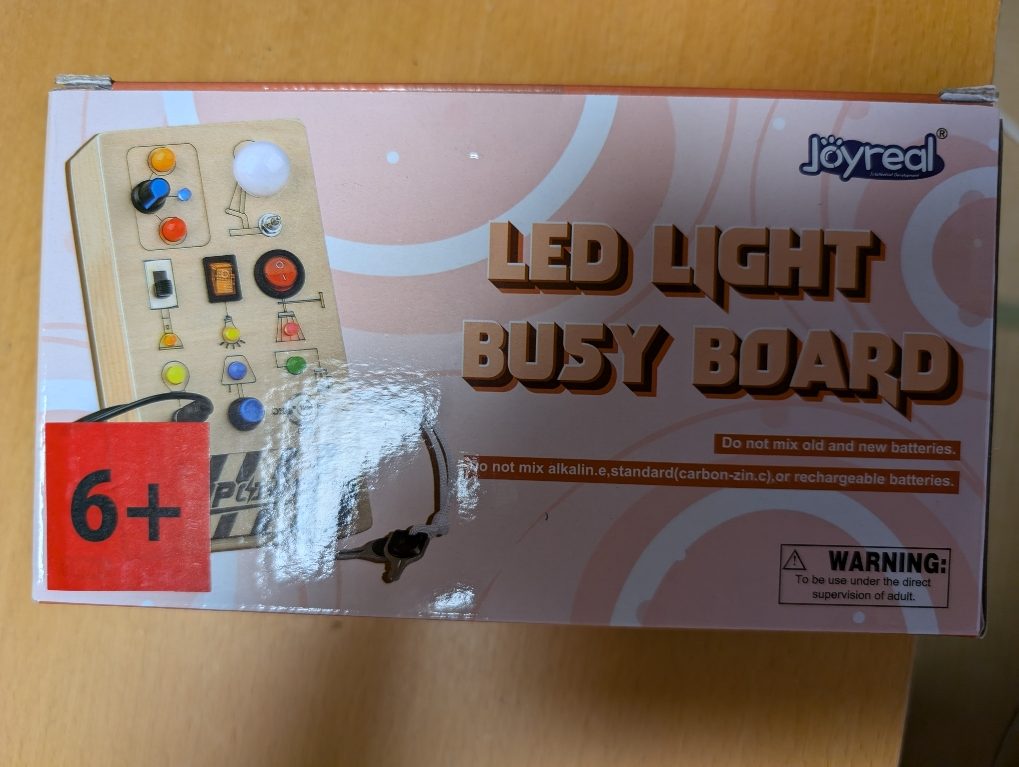 Joyreal®
LED LIGHT
BUSY BOARD
Do not mix old and new batteries.
Do not mix alkalin.e,standard(carbon-zin.c),or rechargeable batteries.
6+
WARNING:
To be use under the direct
supervision of adult.